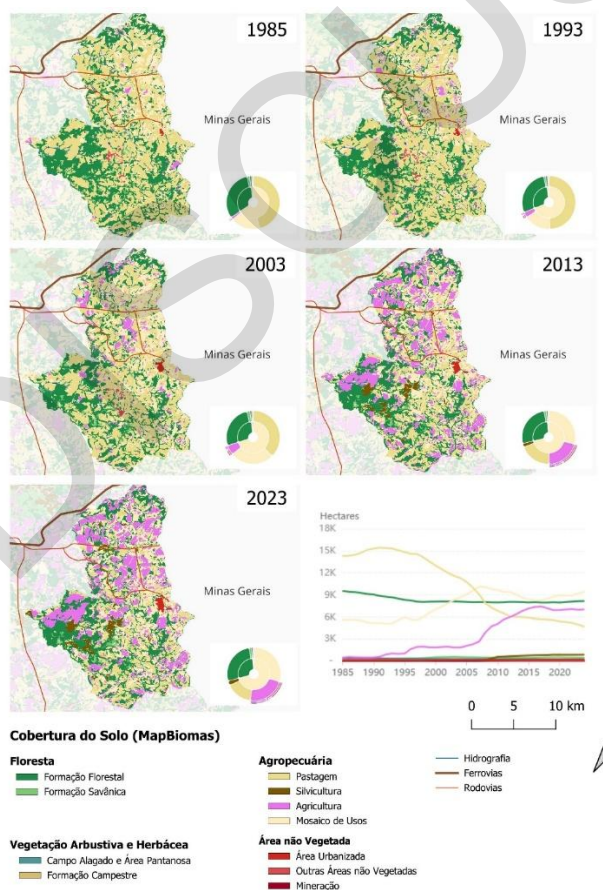 1985
Minas Gerais
1993
Minas Gerais
2003
Minas Gerais
2013
Minas Gerais
2023
Minas Gerais
Hectares
18K
15K
12K
9K
6K
3K
-
1985 1990 1995 2000 2005 2010 2015 2020
0 5 10 km
Cobertura do Solo (MapBiomas)
Floresta
Formação Florestal
Formação Savânica
Vegetação Arbustiva e Herbácea
Campo Alagado e Área Pantanosa
Formação Campestre
Agropecuária
Pastagem
Silvicultura
Agricultura
Mosaico de Usos
Área não Vegetada
Área Urbanizada
Outras Áreas não Vegetadas
Mineração
Hidrografia
Ferrovias
Rodovias